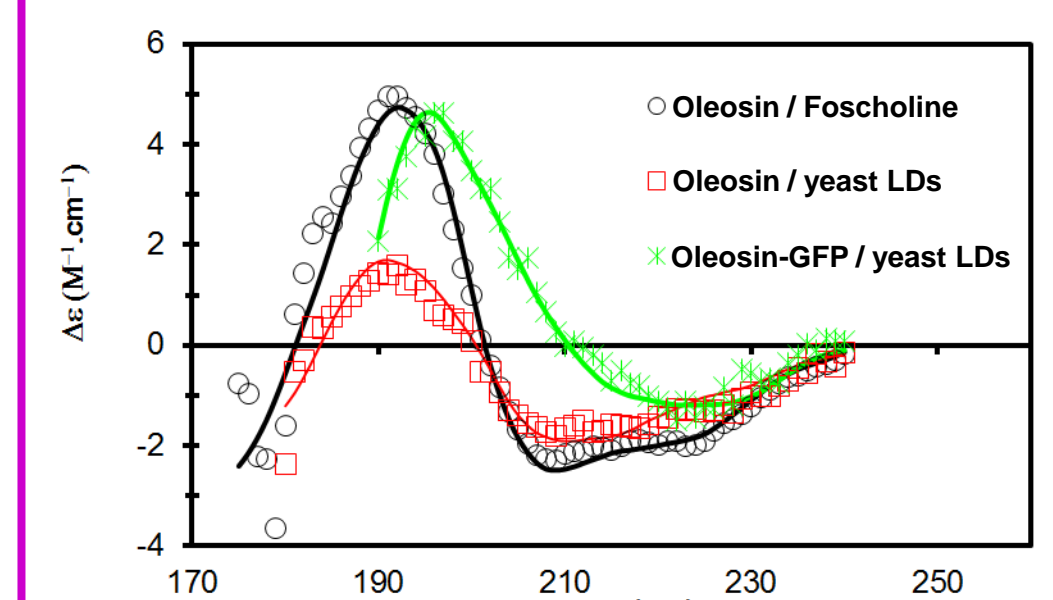 6
4
2
0
-2
-4
Δε (M⁻¹.cm⁻¹)
Oleosin / Foscholine
Oleosin / yeast LDs
Oleosin-GFP / yeast LDs
170 190 210 230 250